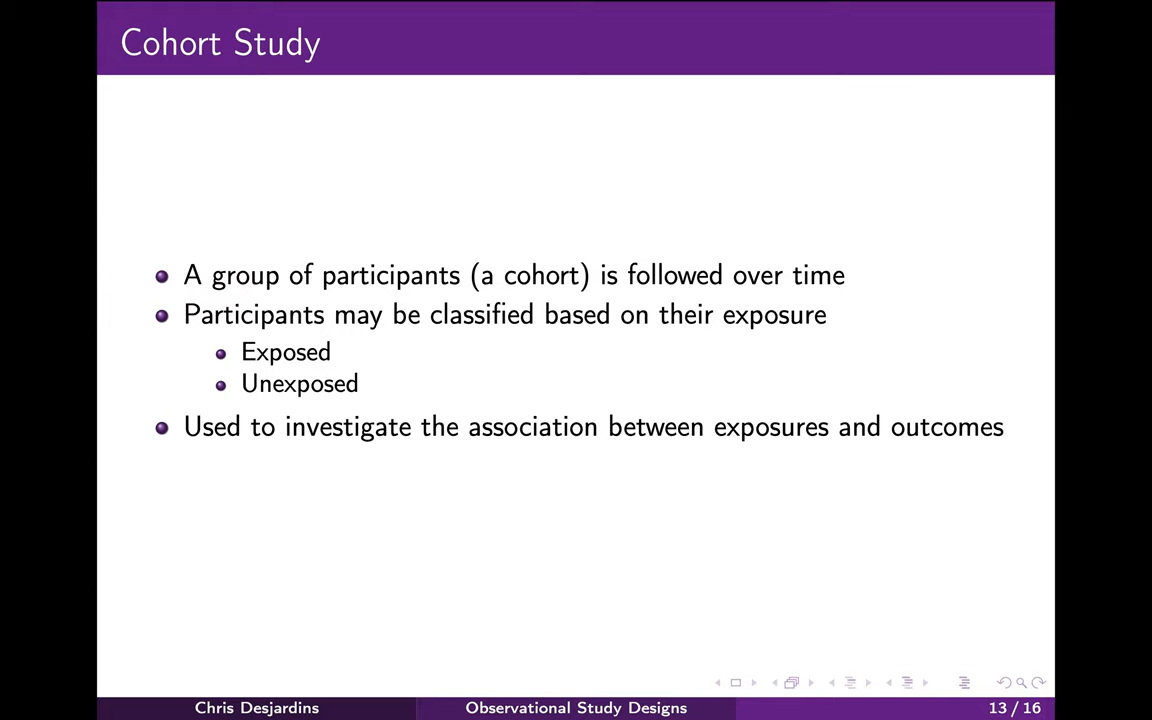 Cohort Study
A group of participants (a cohort) is followed over time
Participants may be classified based on their exposure
Exposed
Unexposed
Used to investigate the association between exposures and outcomes
Chris Desjardins
Observational Study Designs
13 / 16